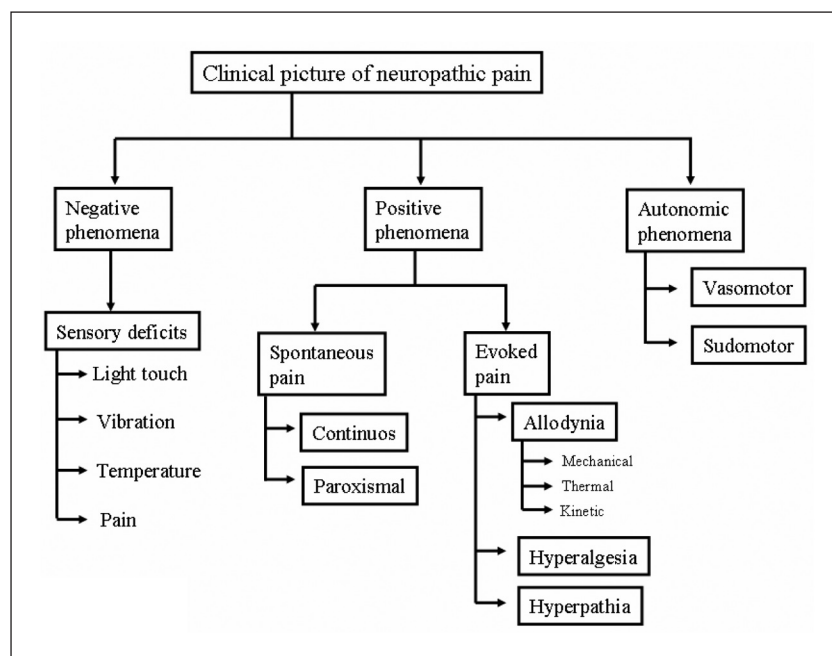 Clinical picture of neuropathic pain
Negative
phenomena
Positive
phenomena
Autonomic
phenomena
Sensory deficits
Light touch
Vibration
Temperature
Pain
Spontaneous
pain
Continuos
Paroxismal
Evoked
pain
Allodynia
Mechanical
Thermal
Kinetic
Hyperalgesia
Hyperpathia
Vasomotor
Sudomotor